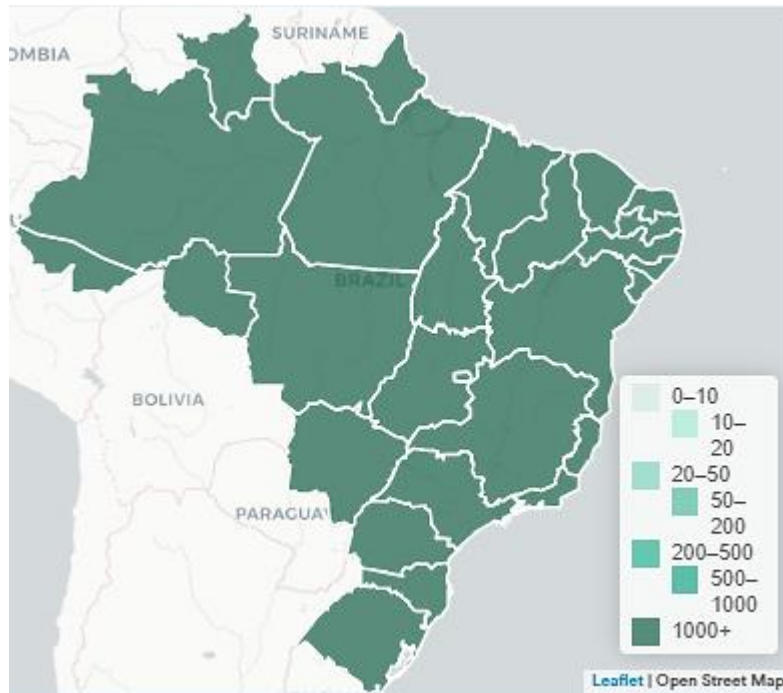 SURINAME
OMBIA
BRAZIL
BOLIVIA
PARAGUAY
0–10
10–
20
20–50
50–
200
200–500
500–
1000
1000+
Leaflet | Open Street Map